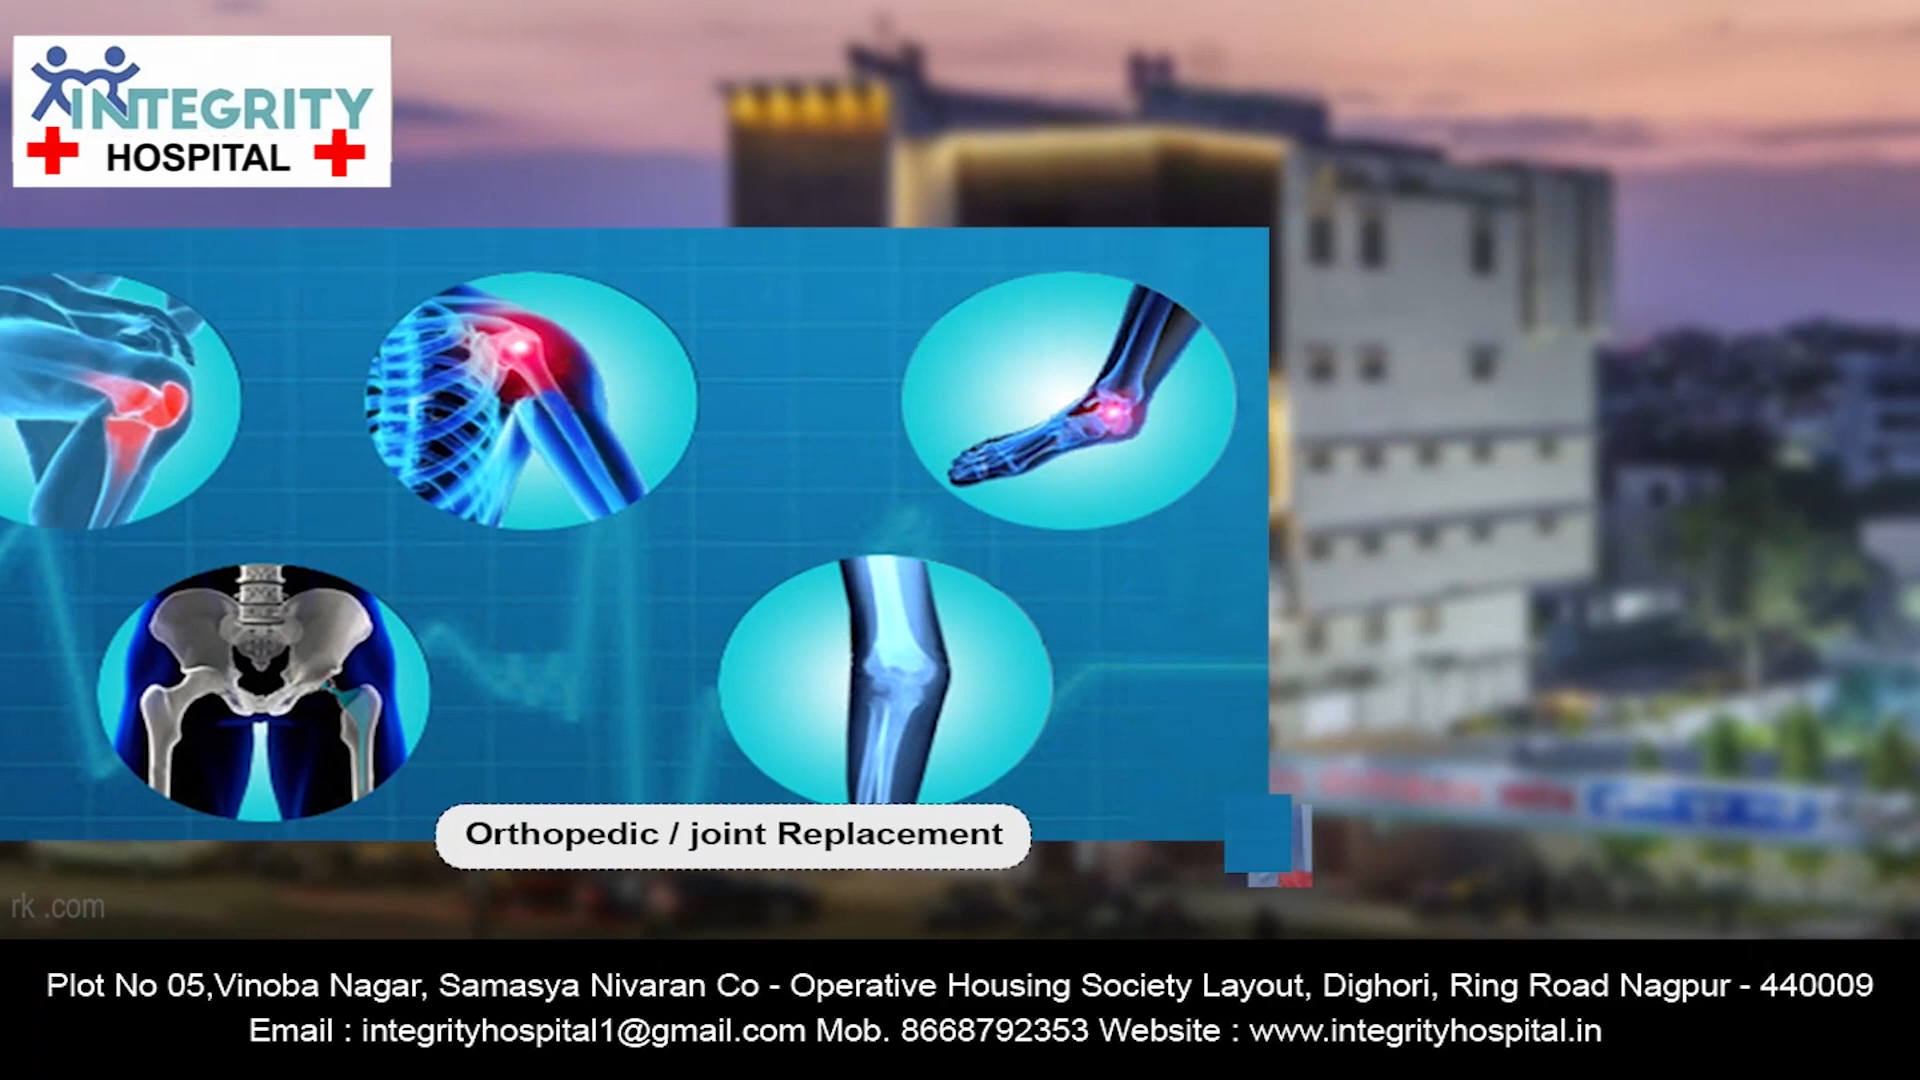 INTEGRITY
HOSPITAL
Orthopedic / joint Replacement
rk .com
Plot No 05,Vinoba Nagar, Samasya Nivaran Co - Operative Housing Society Layout, Dighori, Ring Road Nagpur - 440009
Email : integrityhospital1@gmail.com Mob. 8668792353 Website : www.integrityhospital.in